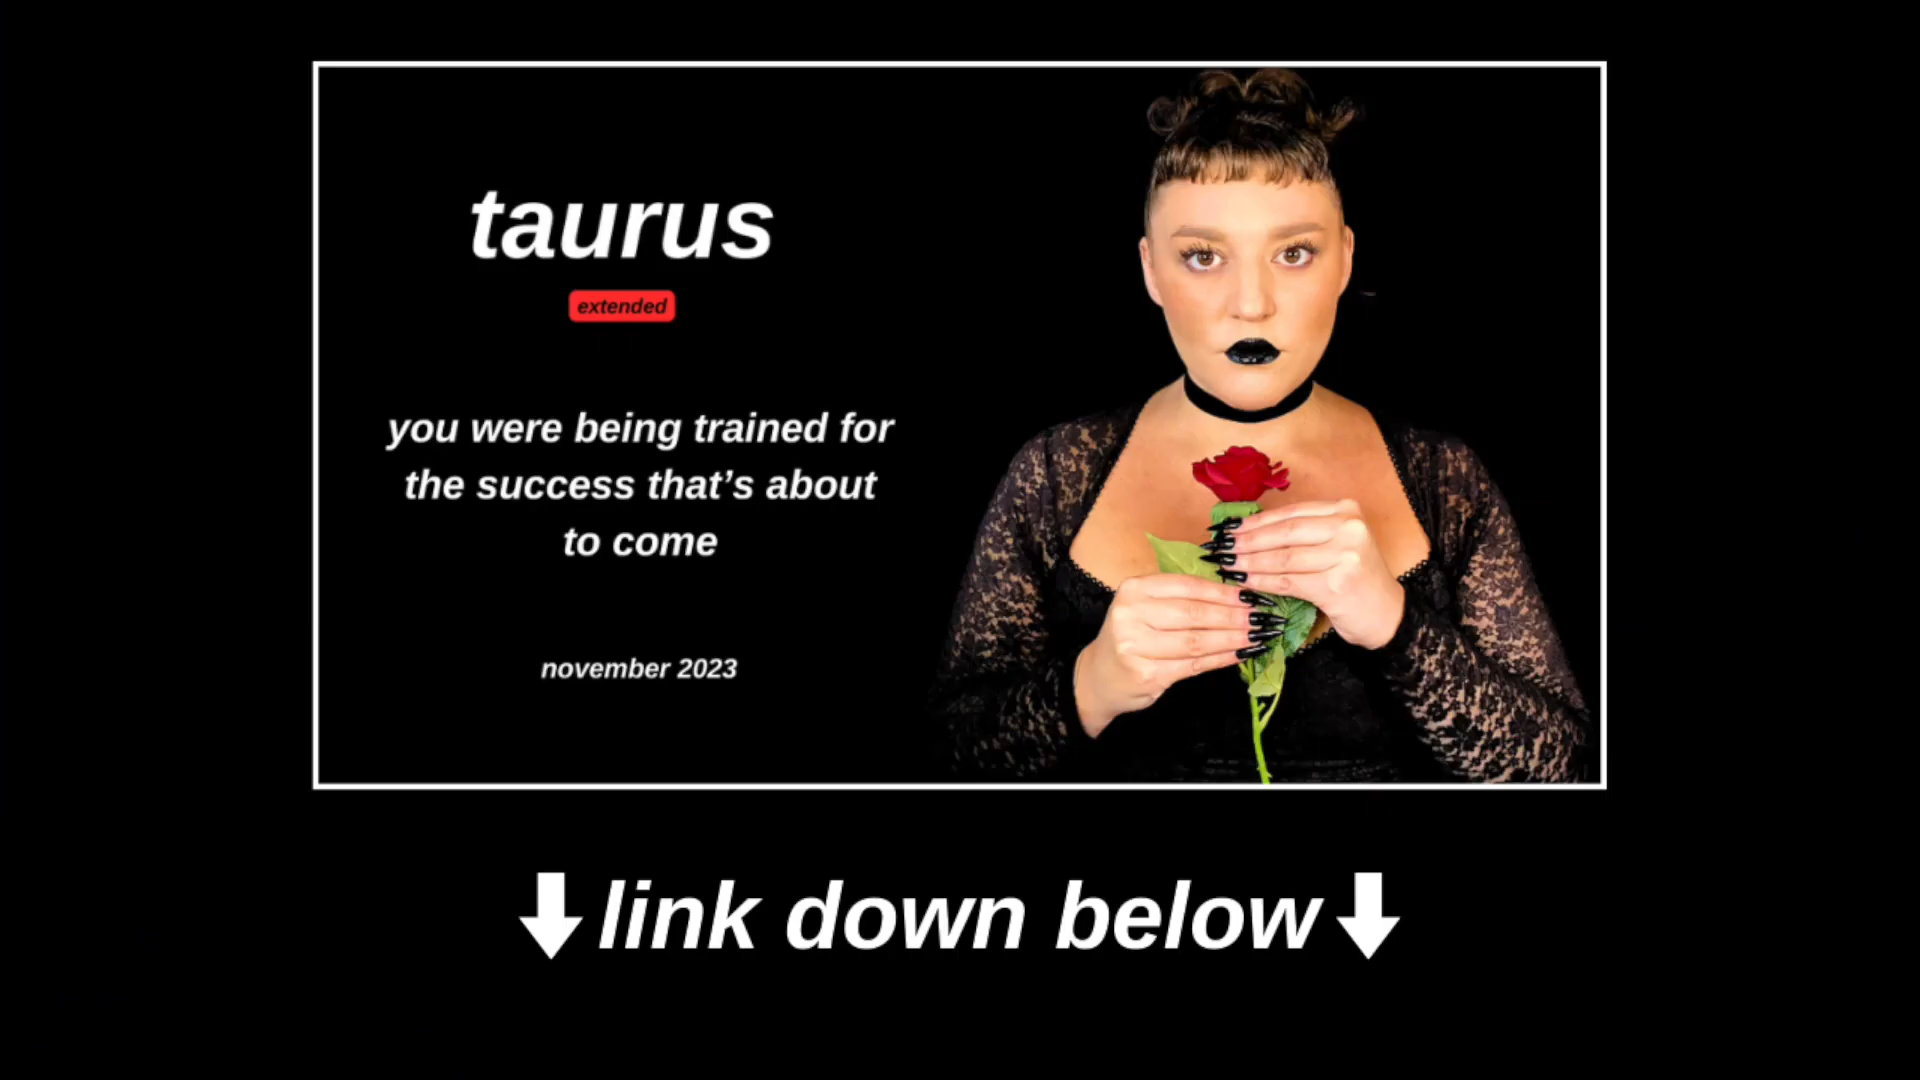 taurus
extended
you were being trained for
the success that’s about
to come
november 2023
link down below